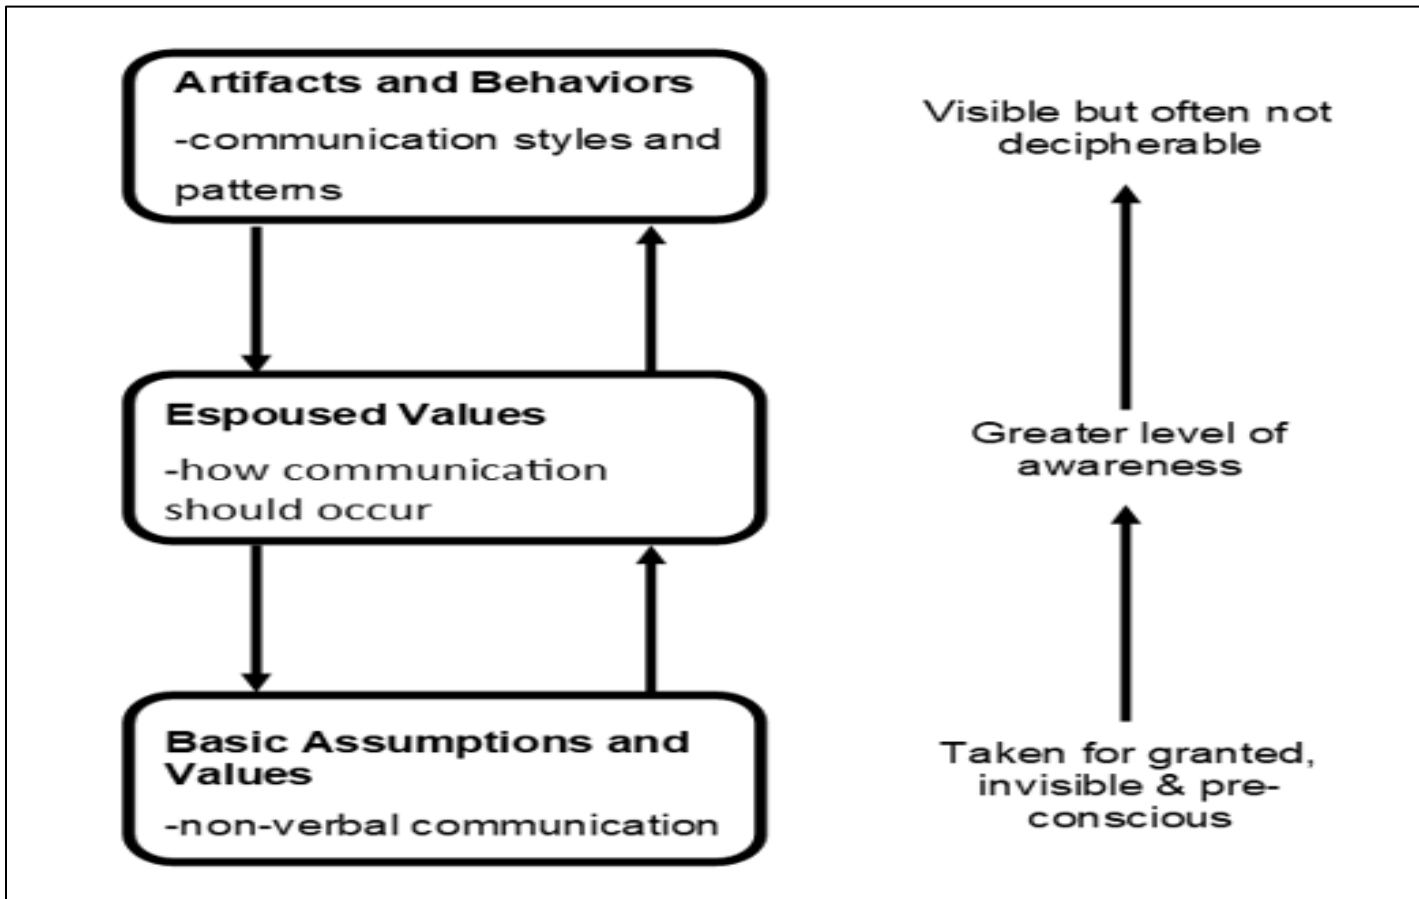 Artifacts and Behaviors
-communication styles and
patterns
Visible but often not
decipherable
Espoused Values
-how communication
should occur
Greater level of
awareness
Basic Assumptions and
Values
-non-verbal communication
Taken for granted,
invisible & pre-
conscious